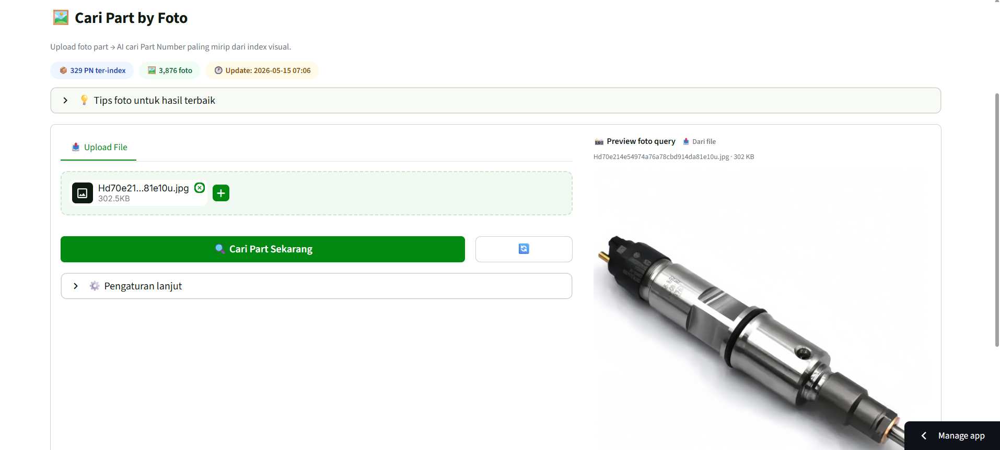 Cari Part by Foto
Upload foto part → AI cari Part Number paling mirip dari index visual.
329 PN ter-index
3,876 foto
Update: 2026-05-15 07:06
Tips foto untuk hasil terbaik
Upload File
Hd70e21...81e10u.jpg
302.5KB
Cari Part Sekarang
Pengaturan lanjut
Preview foto query
Dari file
Hd70e214e54974a76a78cbd914da81e10u.jpg · 302 KB
Manage app